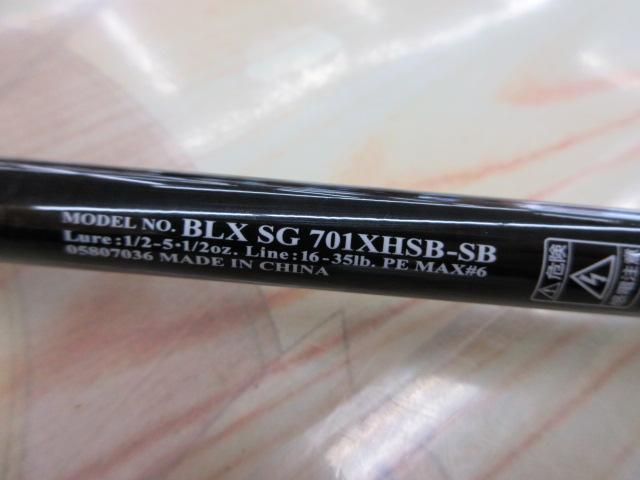 MODEL NO. BLX SG 701XHSB-SB
Lure:1/2-5・1/2oz. Line:16-35lb. PE MAX#6
05807036 MADE IN CHINA
危険